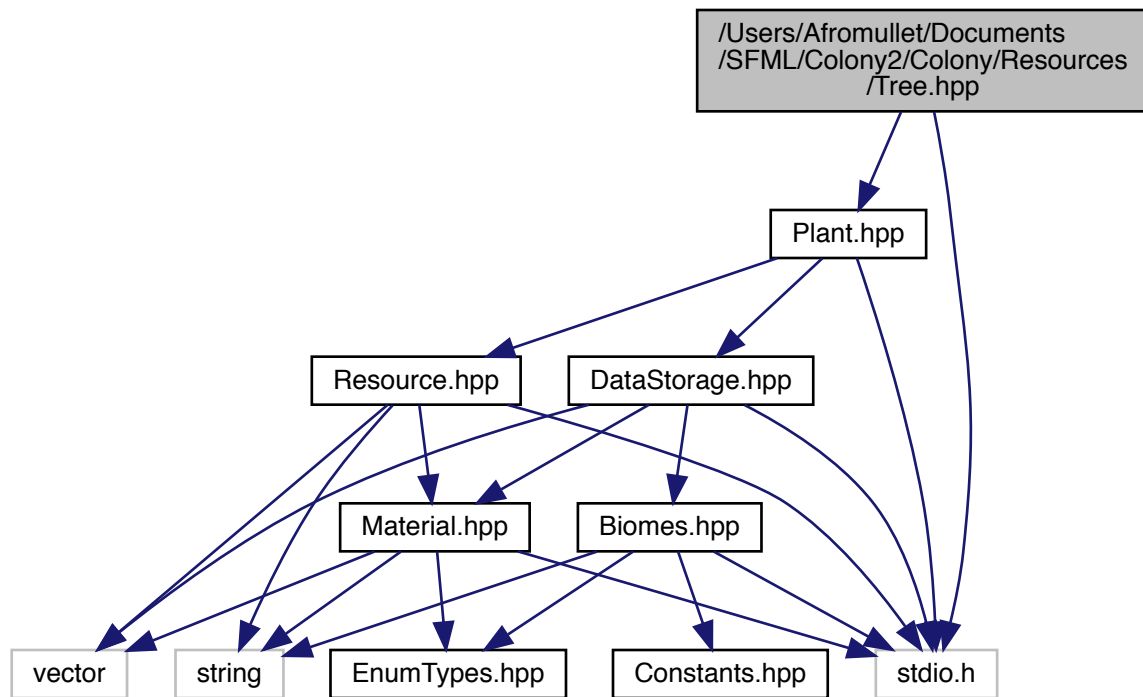 /Users/Afromullet/Documents
/SFML/Colony2/Colony/Resources
/Tree.hpp
Plant.hpp
Resource.hpp
DataStorage.hpp
Material.hpp
Biomes.hpp
vector
string
EnumTypes.hpp
Constants.hpp
stdio.h